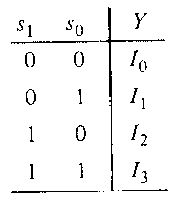 s₁ s₀ Y
0 0 I₀
0 1 I₁
1 0 I₂
1 1 I₃